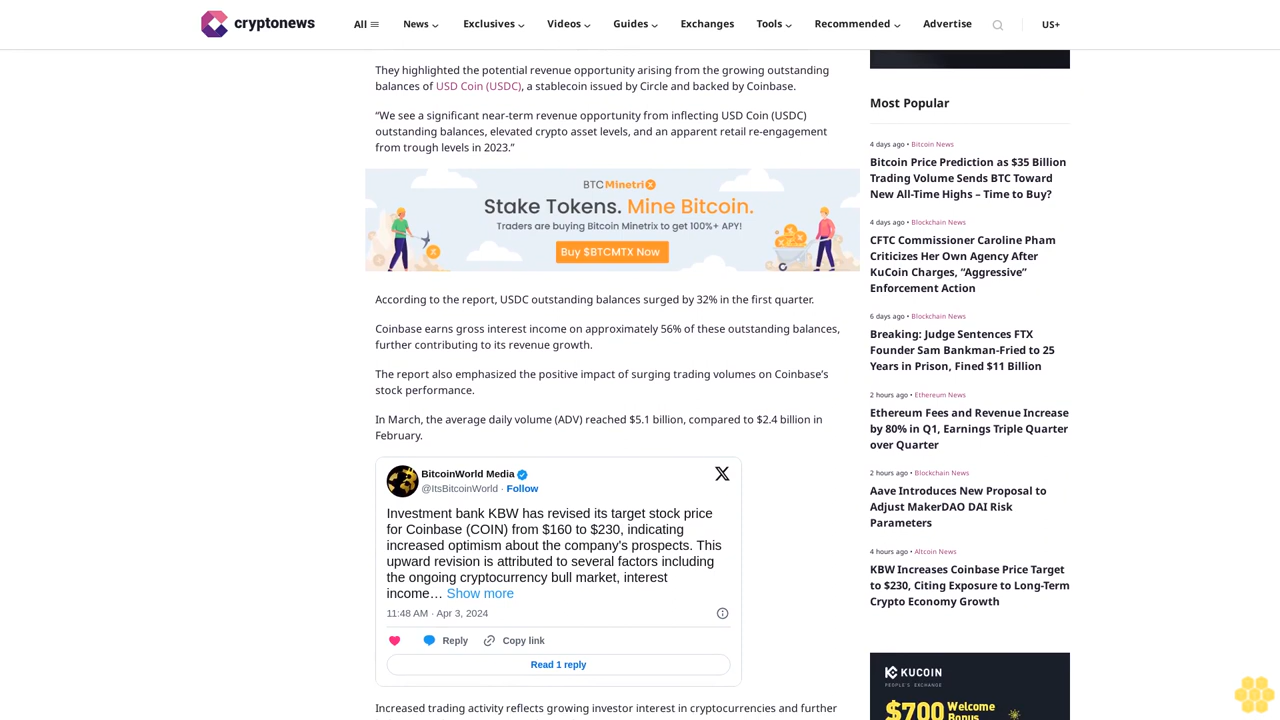 cryptonews
All News Exclusives Videos Guides Exchanges Tools Recommended Advertise US+
They highlighted the potential revenue opportunity arising from the growing outstanding
balances of USD Coin (USDC), a stablecoin issued by Circle and backed by Coinbase.
“We see a significant near-term revenue opportunity from inflecting USD Coin (USDC)
outstanding balances, elevated crypto asset levels, and an apparent retail re-engagement
from trough levels in 2023.”
BTC Minetrix
Stake Tokens. Mine Bitcoin.
Traders are buying Bitcoin Minetrix to get 100%+ APY!
Buy $BTCMTX Now
According to the report, USDC outstanding balances surged by 32% in the first quarter.
Coinbase earns gross interest income on approximately 56% of these outstanding balances,
further contributing to its revenue growth.
The report also emphasized the positive impact of surging trading volumes on Coinbase’s
stock performance.
In March, the average daily volume (ADV) reached $5.1 billion, compared to $2.4 billion in
February.
BitcoinWorld Media
@ItsBitcoinWorld · Follow
Investment bank KBW has revised its target stock price
for Coinbase (COIN) from $160 to $230, indicating
increased optimism about the company's prospects. This
upward revision is attributed to several factors including
the ongoing cryptocurrency bull market, interest
income… Show more
11:48 AM · Apr 3, 2024
Reply Copy link
Read 1 reply
Increased trading activity reflects growing investor interest in cryptocurrencies and further
Most Popular
4 days ago • Bitcoin News
Bitcoin Price Prediction as $35 Billion
Trading Volume Sends BTC Toward
New All-Time Highs – Time to Buy?
4 days ago • Blockchain News
CFTC Commissioner Caroline Pham
Criticizes Her Own Agency After
KuCoin Charges, “Aggressive”
Enforcement Action
6 days ago • Blockchain News
Breaking: Judge Sentences FTX
Founder Sam Bankman-Fried to 25
Years in Prison, Fined $11 Billion
2 hours ago • Ethereum News
Ethereum Fees and Revenue Increase
by 80% in Q1, Earnings Triple Quarter
over Quarter
2 hours ago • Blockchain News
Aave Introduces New Proposal to
Adjust MakerDAO DAI Risk
Parameters
4 hours ago • Altcoin News
KBW Increases Coinbase Price Target
to $230, Citing Exposure to Long-Term
Crypto Economy Growth
KUCOIN
PEOPLE'S EXCHANGE
$700 Welcome
Bonus